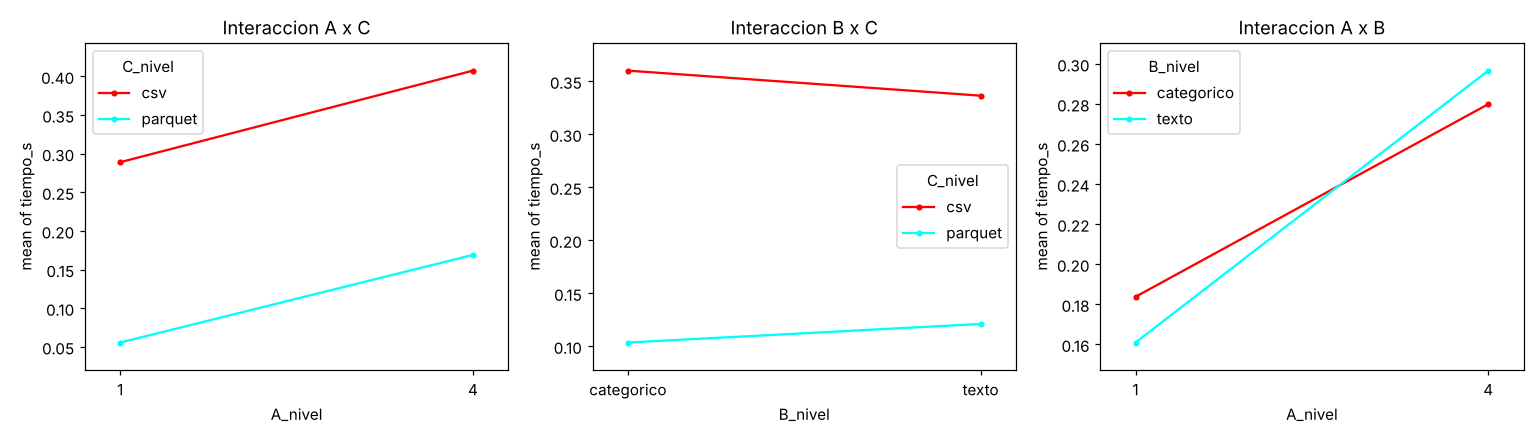 Interaccion A x C
mean of tiempo_s
0.40
0.35
0.30
0.25
0.20
0.15
0.10
0.05
C_nivel
csv
parquet
1
4
A_nivel
Interaccion B x C
mean of tiempo_s
0.35
0.30
0.25
0.20
0.15
0.10
C_nivel
csv
parquet
categorico
texto
B_nivel
Interaccion A x B
mean of tiempo_s
0.30
0.28
0.26
0.24
0.22
0.20
0.18
0.16
B_nivel
categorico
texto
1
4
A_nivel